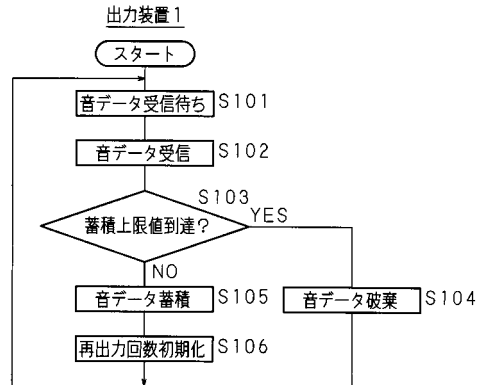 出力装置1
スタート
音データ受信待ち S101
音データ受信 S102
S103
蓄積上限値到達?
YES
NO
音データ蓄積 S105
音データ破棄 S104
再出力回数初期化 S106